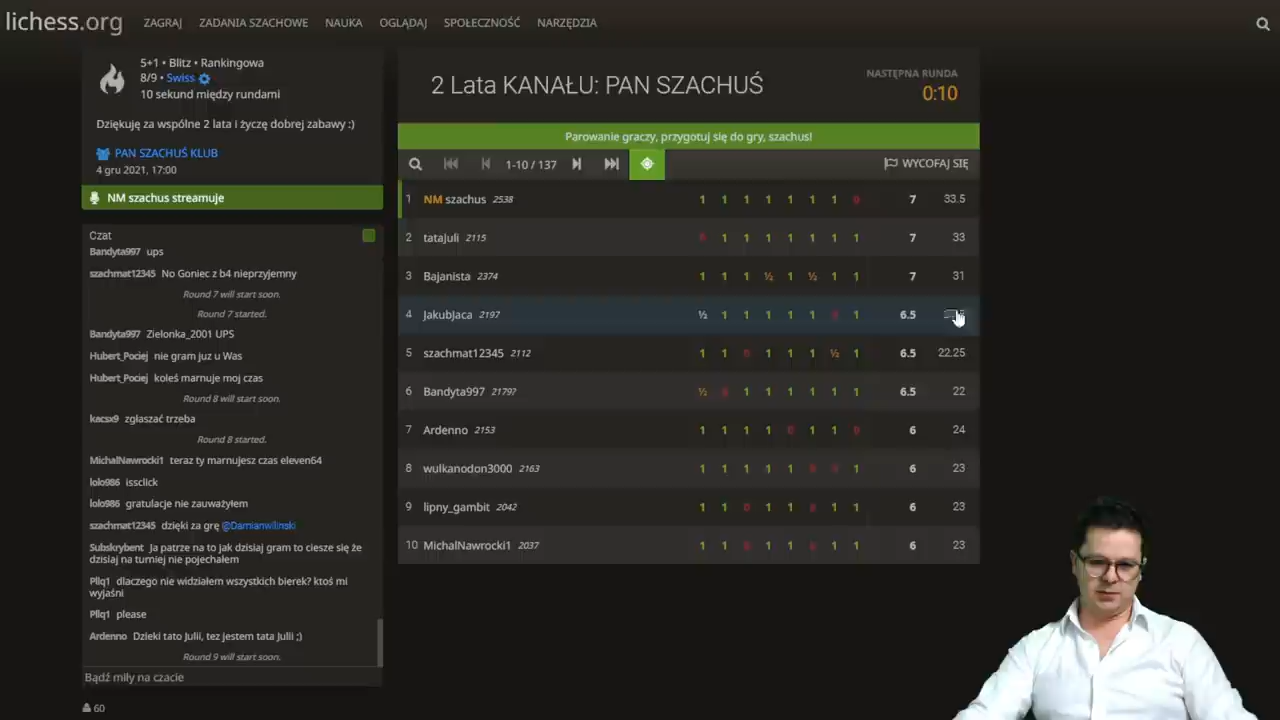 lichess.org ZAGRAJ ZADANIA SZACHOWE NAUKA OGLĄDAJ SPOŁECZNOŚĆ NARZĘDZIA
5+1 • Blitz • Rankingowa
8/9 • Swiss
10 sekund między rundami
Dziękuję za wspólne 2 lata i życzę dobrej zabawy :)
PAN SZACHUŚ KLUB
4 gru 2021, 17:00
NM szachus streamuje
Czat
Bandyta997 ups
szachmat12345 No Goniec z b4 nieprzyjemny
Round 7 will start soon.
Round 7 started.
Bandyta997 Zielonka_2001 UPS
Hubert_Pociej nie gram juz u Was
Hubert_Pociej koleś marnuje moj czas
Round 8 will start soon.
kacsx9 zgłaszać trzeba
Round 8 started.
MichalNawrocki1 teraz ty marnujesz czas eleven64
lolo986 issclick
lolo986 gratulacje nie zauważyłem
szachmat12345 dzięki za grę @Damianwilinski
Subskrybent Ja patrze na to jak dzisiaj gram to ciesze się że
dzisiaj na turniej nie pojechałem
Pllq1 dlaczego nie widziałem wszystkich bierek? ktoś mi
wyjaśni
Pllq1 please
Ardenno Dzieki tato Julii, tez jestem tata Julii ;)
Round 9 will start soon.
Bądź miły na czacie
60
2 Lata KANAŁU: PAN SZACHUŚ
NASTĘPNA RUNDA
0:10
Parowanie graczy, przygotuj się do gry, szachus!
1-10 / 137 WYCOFAJ SIĘ
1 NM szachus 2538 1 1 1 1 1 1 1 0 7 33.5
2 tataJuli 2115 0 1 1 1 1 1 1 1 7 33
3 Bajanista 2374 1 1 1 ½ 1 ½ 1 1 7 31
4 JakubJaca 2197 ½ 1 1 1 1 1 0 1 6.5
5 szachmat12345 2112 1 1 0 1 1 1 ½ 1 6.5 22.25
6 Bandyta997 2179? ½ 0 1 1 1 1 1 1 6.5 22
7 Ardenno 2153 1 1 1 1 0 1 1 0 6 24
8 wulkanodon3000 2163 1 1 1 1 1 0 0 1 6 23
9 lipny_gambit 2042 1 1 0 1 1 0 1 1 6 23
10 MichalNawrocki1 2037 1 1 0 1 1 0 1 1 6 23